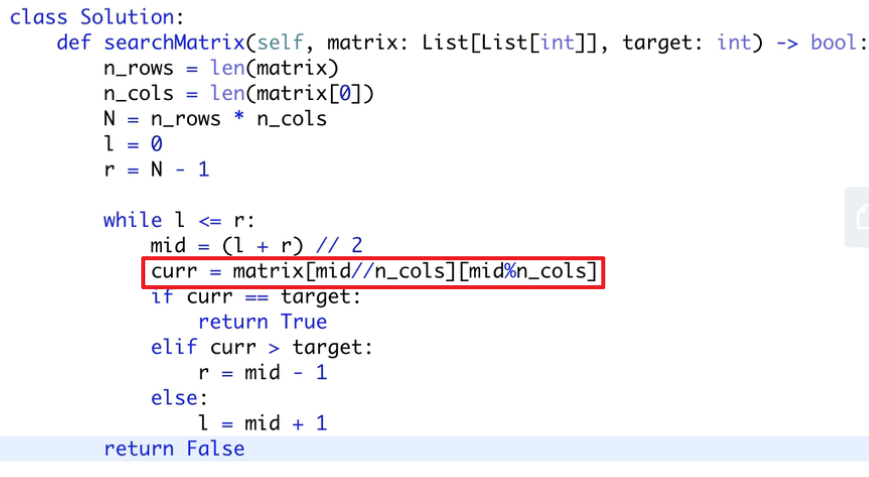 class Solution:
    def searchMatrix(self, matrix: List[List[int]], target: int) -> bool:
        n_rows = len(matrix)
        n_cols = len(matrix[0])
        N = n_rows * n_cols
        l = 0
        r = N - 1
        while l <= r:
            mid = (l + r) // 2
            curr = matrix[mid//n_cols][mid%n_cols]
            if curr == target:
                return True
            elif curr > target:
                r = mid - 1
            else:
                l = mid + 1
        return False